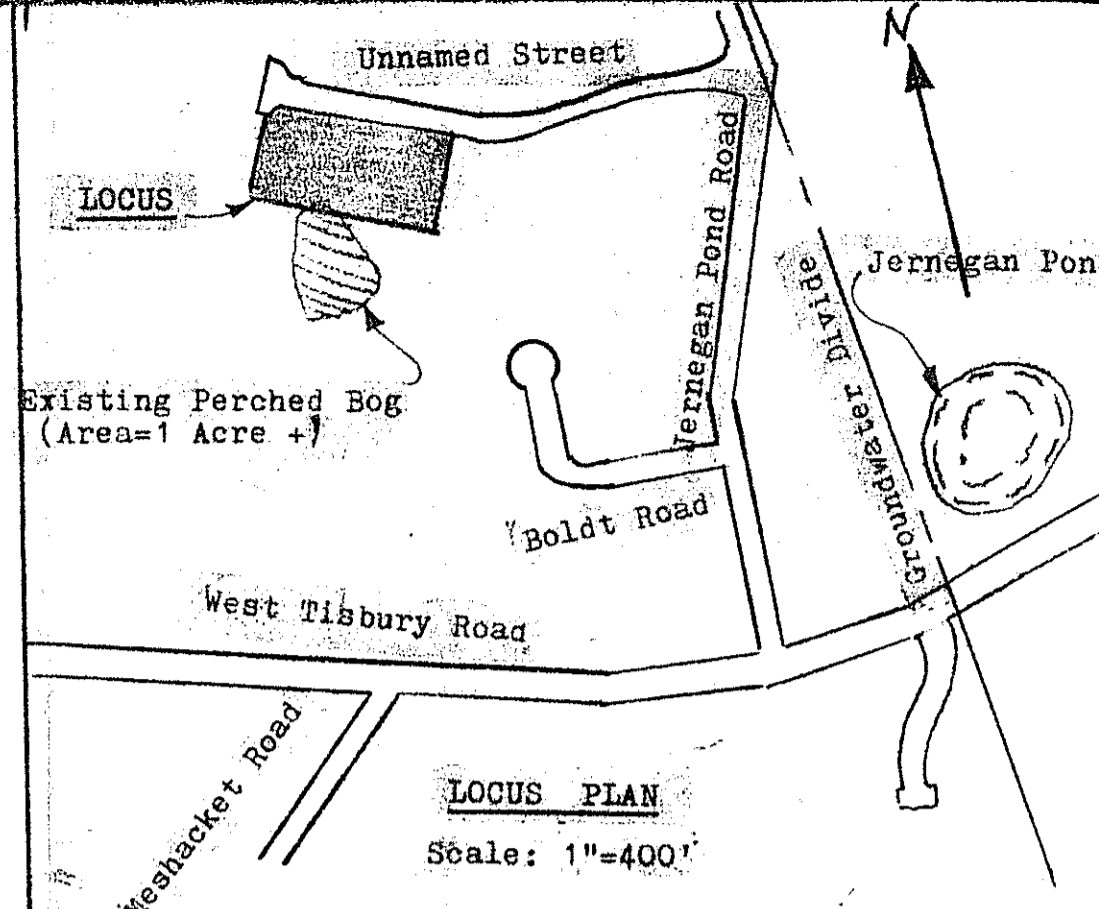 Unnamed Street
N
LOCUS
Jernegan Pond Road
Groundwater Divide
Jernegan Pon
Existing Perched Bog
(Area=1 Acre +)
Boldt Road
West Tisbury Road
Meshacket Road
LOCUS PLAN
Scale: 1"=400'